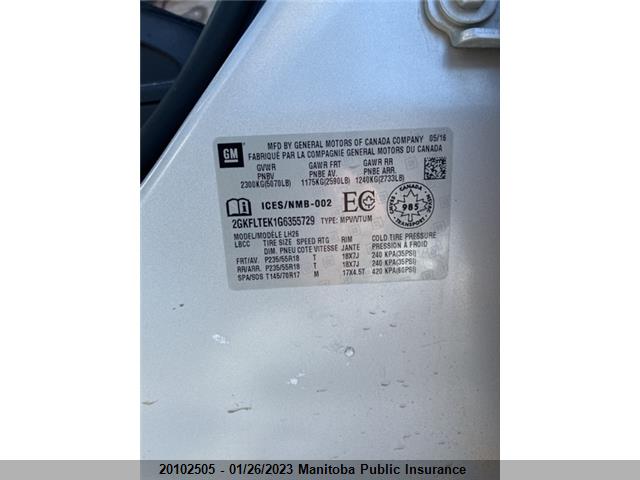 GM
MFD BY GENERAL MOTORS OF CANADA COMPANY 05/16
FABRIQUÉ PAR LA COMPAGNIE GENERAL MOTORS DU CANADA
GVWR GAWR FRT GAWR RR
PNBV PNBE AV. PNBE ARR.
2300KG(5070LB) 1175KG(2590LB) 1240KG(2733LB)
ICES/NMB-002 EC CANADA 985
2GKFLTEK1G6355729 TYPE: MPV/VTUM
MODEL/MODÈLE LH26
LBCC TIRE SIZE SPEED RTG RIM COLD TIRE PRESSURE
DIM. PNEU COTE VITESSE JANTE PRESSION À FROID
FRT/AV. P235/55R18 T 18X7J 240 KPA(35PSI)
RR/ARR. P235/55R18 T 18X7J 240 KPA(35PSI)
SPA/SOS T145/70R17 M 17X4.5T 420 KPA(60PSI)
20102505 - 01/26/2023 Manitoba Public Insurance